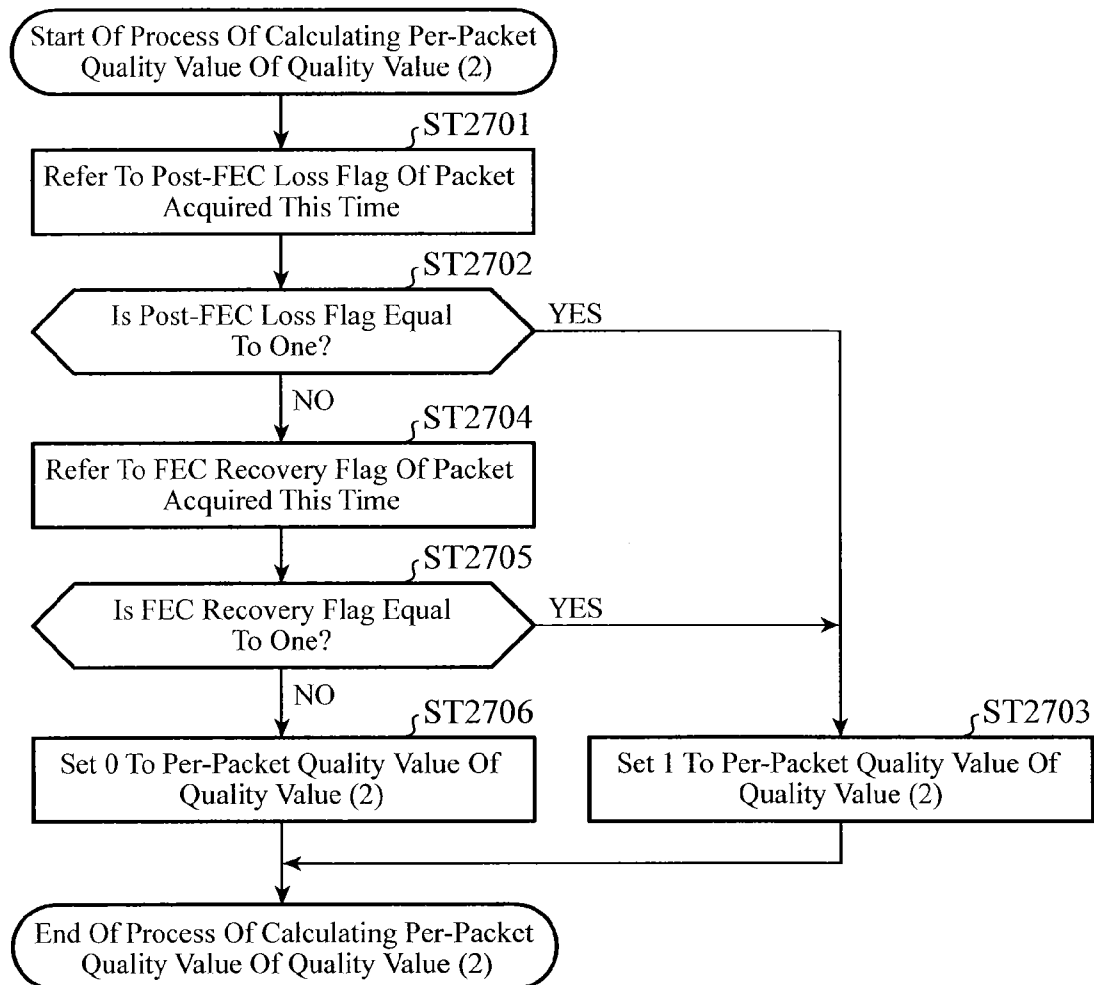 Start Of Process Of Calculating Per-Packet
Quality Value Of Quality Value (2)
ST2701
Refer To Post-FEC Loss Flag Of Packet
Acquired This Time
ST2702
Is Post-FEC Loss Flag Equal
To One?
YES
NO
ST2704
Refer To FEC Recovery Flag Of Packet
Acquired This Time
ST2705
Is FEC Recovery Flag Equal
To One?
YES
NO
ST2706
Set 0 To Per-Packet Quality Value Of
Quality Value (2)
ST2703
Set 1 To Per-Packet Quality Value Of
Quality Value (2)
End Of Process Of Calculating Per-Packet
Quality Value Of Quality Value (2)